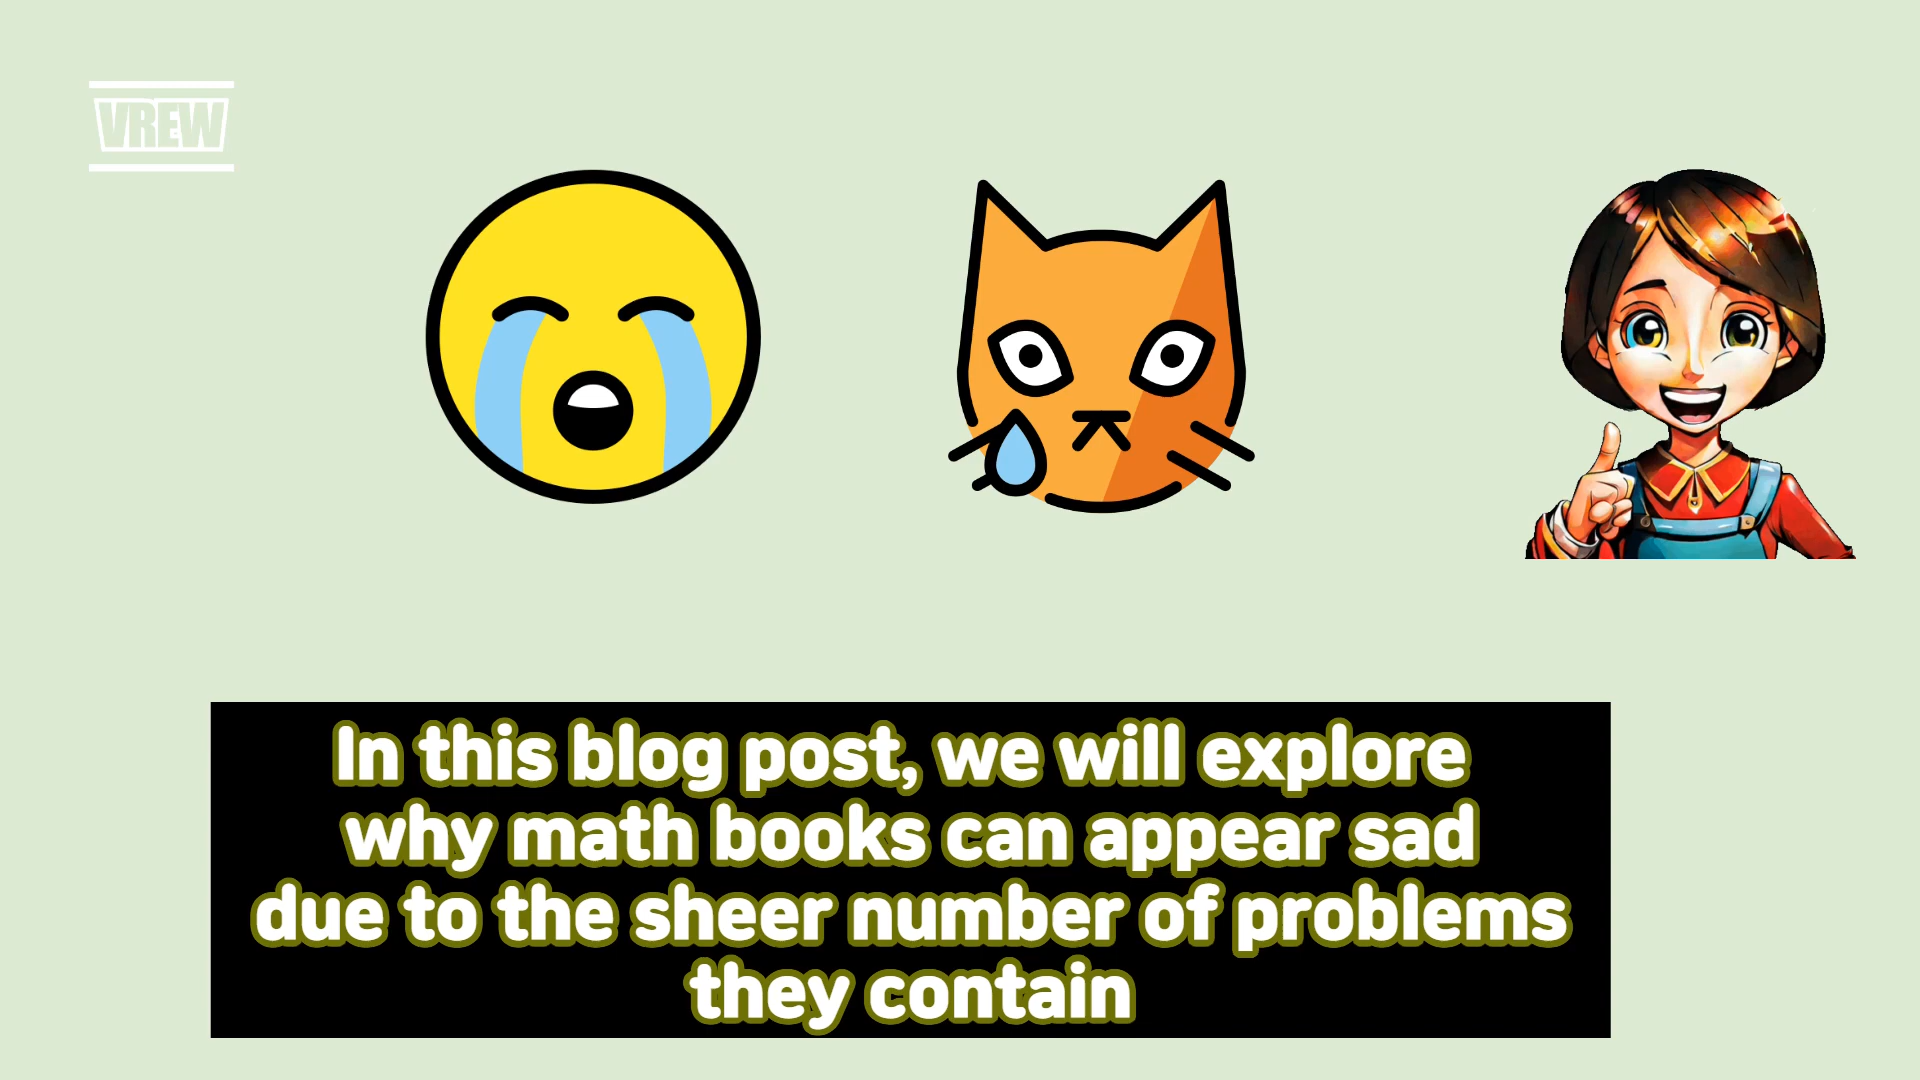 VREW
In this blog post, we will explore
why math books can appear sad
due to the sheer number of problems
they contain